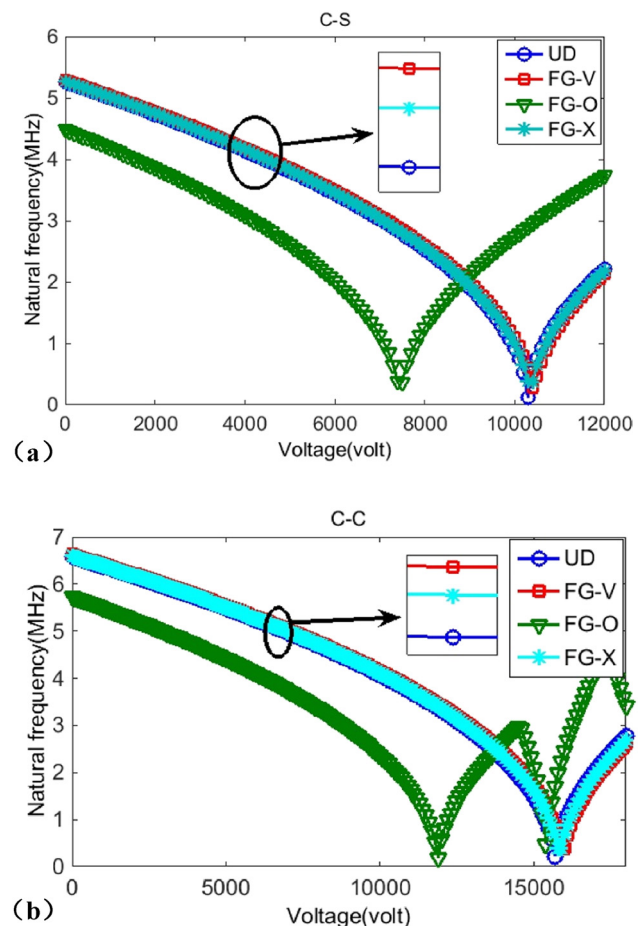 C-S
6
5
4
3
2
1
0
Natural frequency(MHz)
UD
FG-V
FG-O
FG-X
0 2000 4000 6000 8000 10000 12000
Voltage(volt)
(a)
C-C
7
6
5
4
3
2
1
0
Natural frequency(MHz)
UD
FG-V
FG-O
FG-X
0 5000 10000 15000
Voltage(volt)
(b)